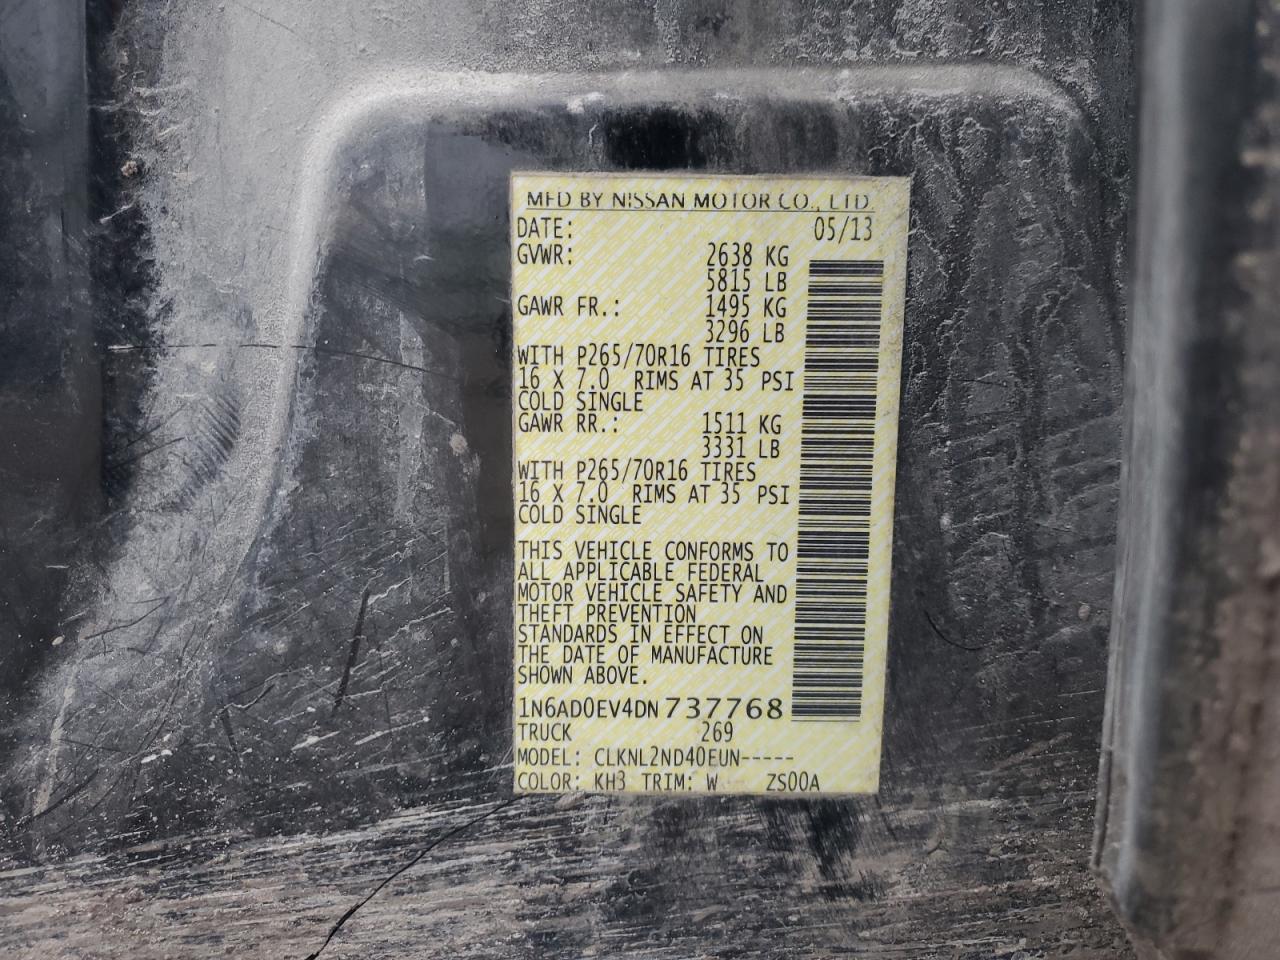 MFD BY NISSAN MOTOR CO., LTD.
DATE: 05/13
GVWR: 2638 KG
5815 LB
GAWR FR.: 1495 KG
3296 LB
WITH P265/70R16 TIRES
16 X 7.0 RIMS AT 35 PSI
COLD SINGLE
GAWR RR.: 1511 KG
3331 LB
WITH P265/70R16 TIRES
16 X 7.0 RIMS AT 35 PSI
COLD SINGLE
THIS VEHICLE CONFORMS TO
ALL APPLICABLE FEDERAL
MOTOR VEHICLE SAFETY AND
THEFT PREVENTION
STANDARDS IN EFFECT ON
THE DATE OF MANUFACTURE
SHOWN ABOVE.
1N6AD0EV4DN737768
TRUCK 269
MODEL: CLKNL2ND40EUN-----
COLOR: KH3 TRIM: W ZS00A